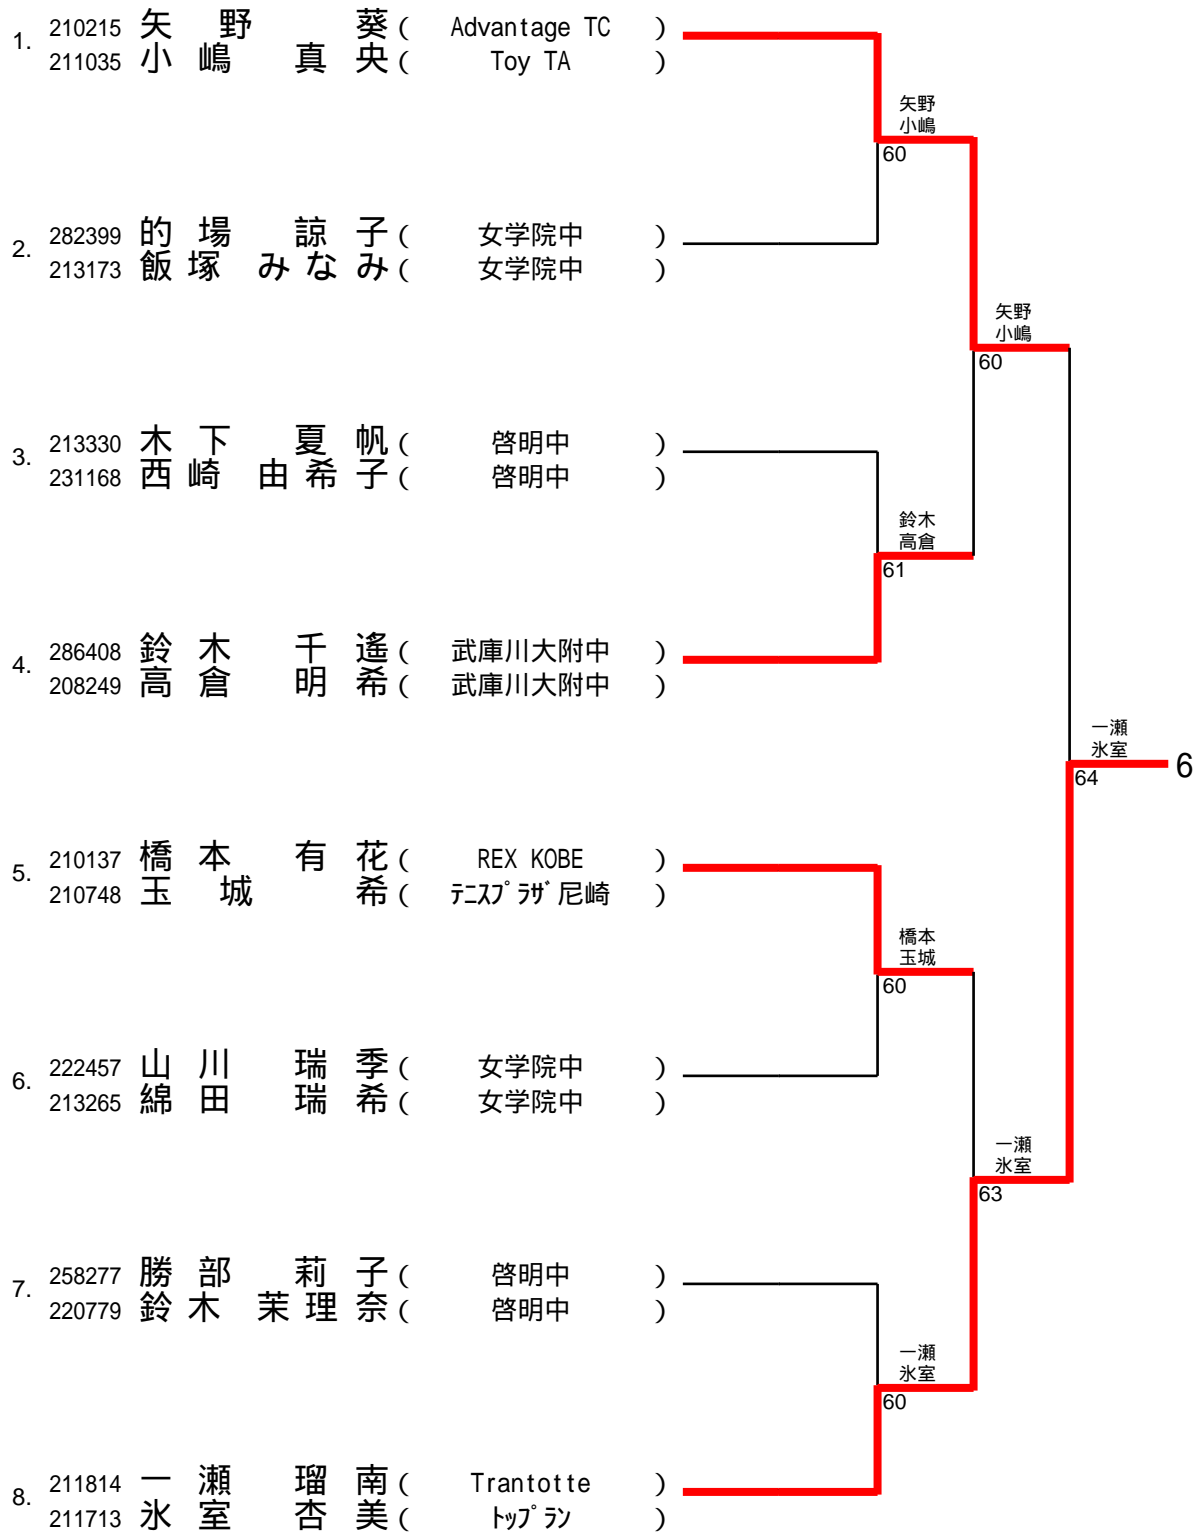 1. 210215 矢野 葵 ( Advantage TC )
211035 小嶋 真央 ( Toy TA )
矢野
小嶋
60
2. 282399 的場 諒子 ( 女学院中 )
213173 飯塚 みなみ ( 女学院中 )
矢野
小嶋
60
3. 213330 木下 夏帆 ( 啓明中 )
231168 西崎 由希子 ( 啓明中 )
鈴木
高倉
61
4. 286408 鈴木 千遙 ( 武庫川大附中 )
208249 高倉 明希 ( 武庫川大附中 )
一瀬
氷室
64
6
5. 210137 橋本 有花 ( REX KOBE )
210748 玉城 希 ( ﾃﾆｽﾌﾟﾗｻﾞ尼崎 )
橋本
玉城
60
6. 222457 山川 瑞季 ( 女学院中 )
213265 綿田 瑞希 ( 女学院中 )
一瀬
氷室
63
7. 258277 勝部 莉子 ( 啓明中 )
220779 鈴木 茉理奈 ( 啓明中 )
一瀬
氷室
60
8. 211814 一瀬 瑠南 ( Trantotte )
211713 氷室 杏美 ( ﾄｯﾌﾟﾗﾝ )